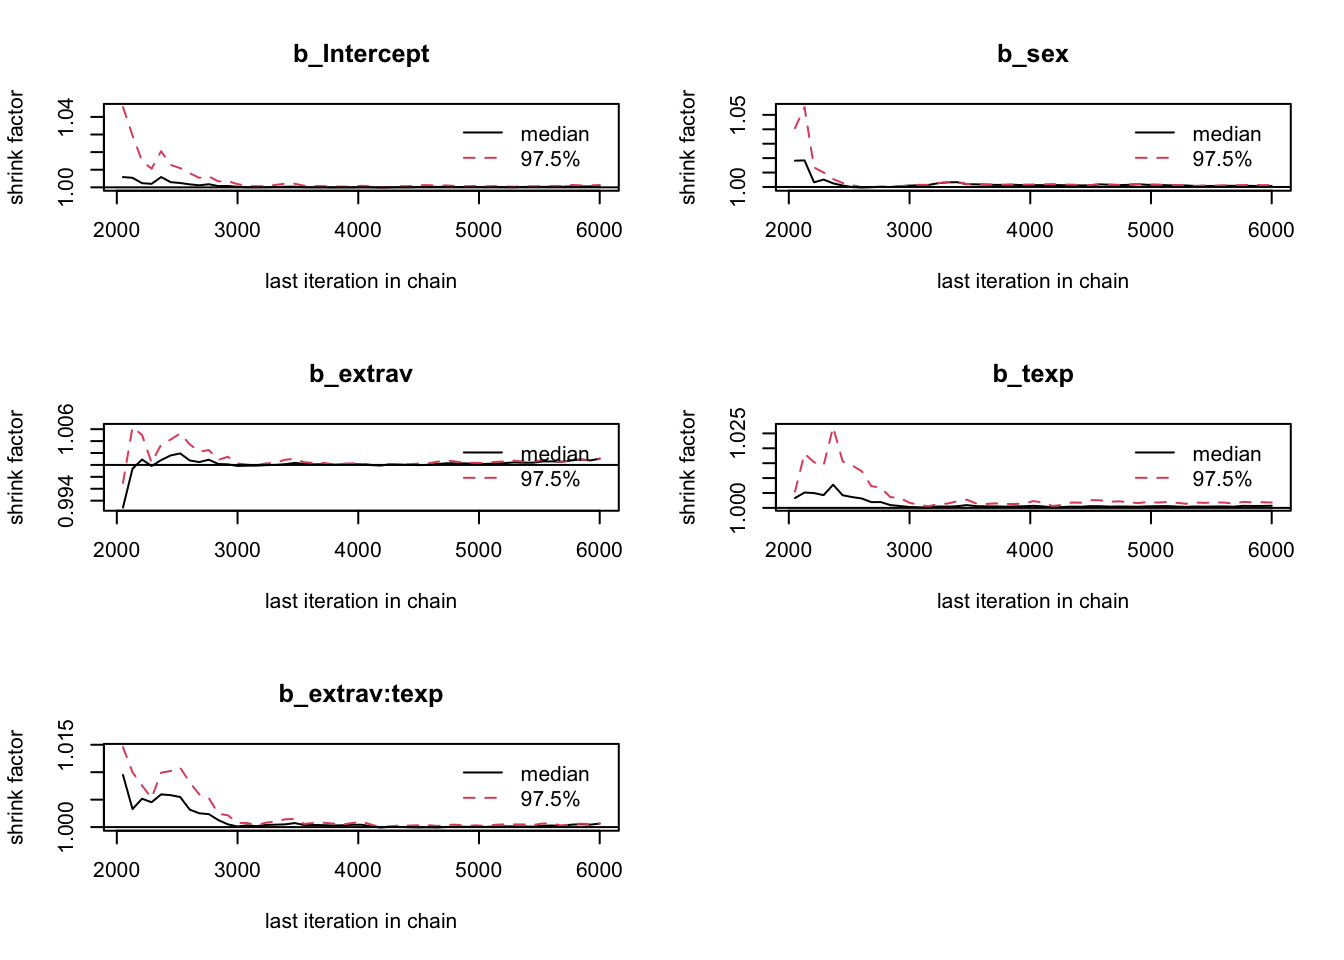 b_Intercept
shrink factor
1.04
1.00
median
97.5%
2000 3000 4000 5000 6000
last iteration in chain
b_sex
shrink factor
1.05
1.00
median
97.5%
2000 3000 4000 5000 6000
last iteration in chain
b_extrav
shrink factor
1.006
0.994
median
97.5%
2000 3000 4000 5000 6000
last iteration in chain
b_texp
shrink factor
1.025
1.000
median
97.5%
2000 3000 4000 5000 6000
last iteration in chain
b_extrav:texp
shrink factor
1.015
1.000
median
97.5%
2000 3000 4000 5000 6000
last iteration in chain